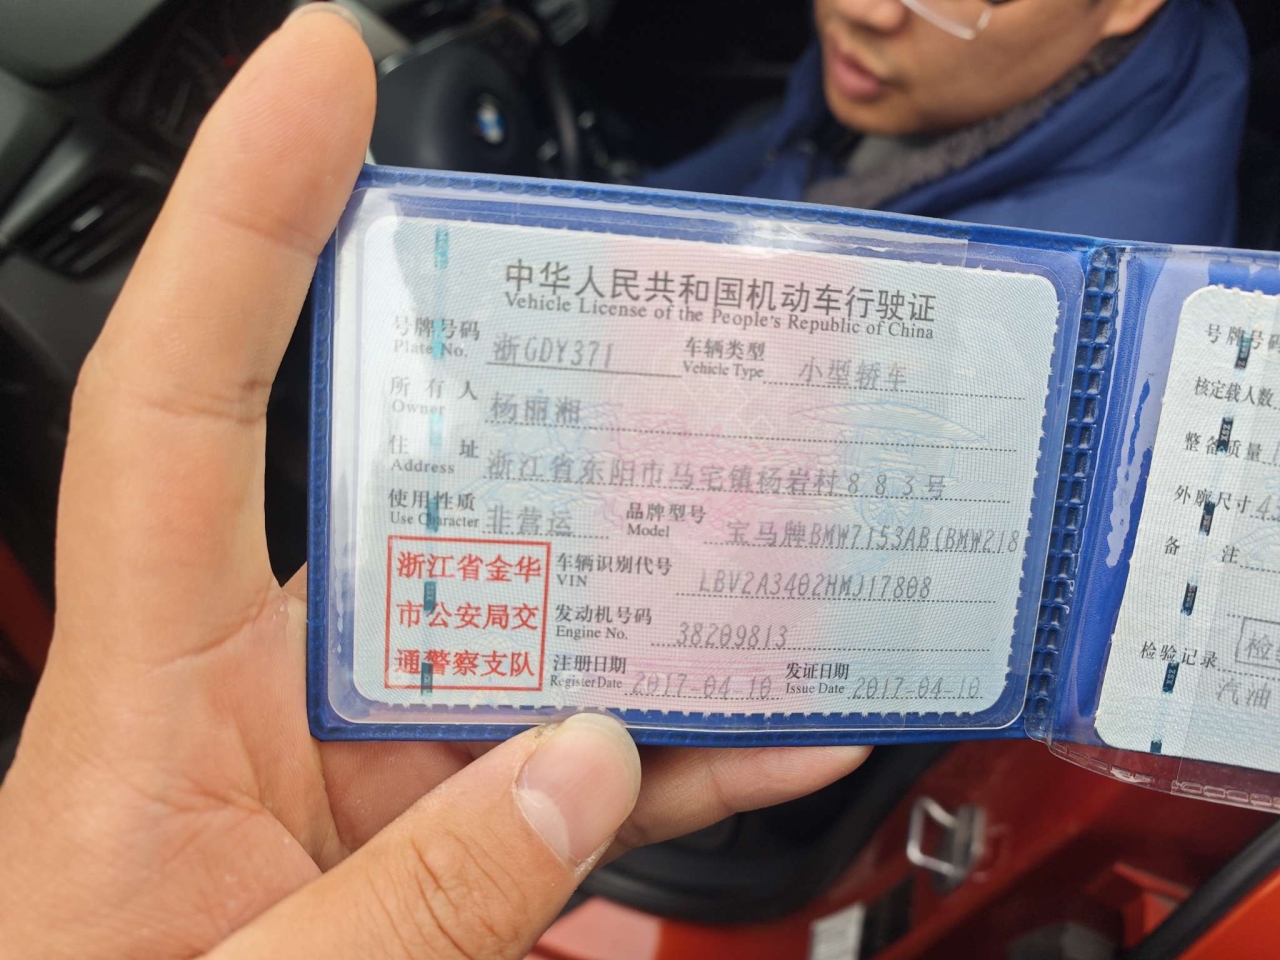 中华人民共和国机动车行驶证
Vehicle License of the People's Republic of China
号牌号码 浙GDY371 车辆类型 小型轿车
Plate No. Vehicle Type
所有人 杨丽湘
Owner
住址 浙江省东阳市马宅镇杨岩村883号
Address
使用性质 非营运 品牌型号 宝马牌BMW7153AB(BMW218
Use Character Model
浙江省金华
市公安局交
通警察支队
车辆识别代号 LBV2A3402HMJ17808
VIN
发动机号码 38209813
Engine No.
注册日期 2017-04-10 发证日期 2017-04-10
Register Date Issue Date
号牌号码
核定载人数
整备质量
外廓尺寸 4
备注
检验记录
汽油